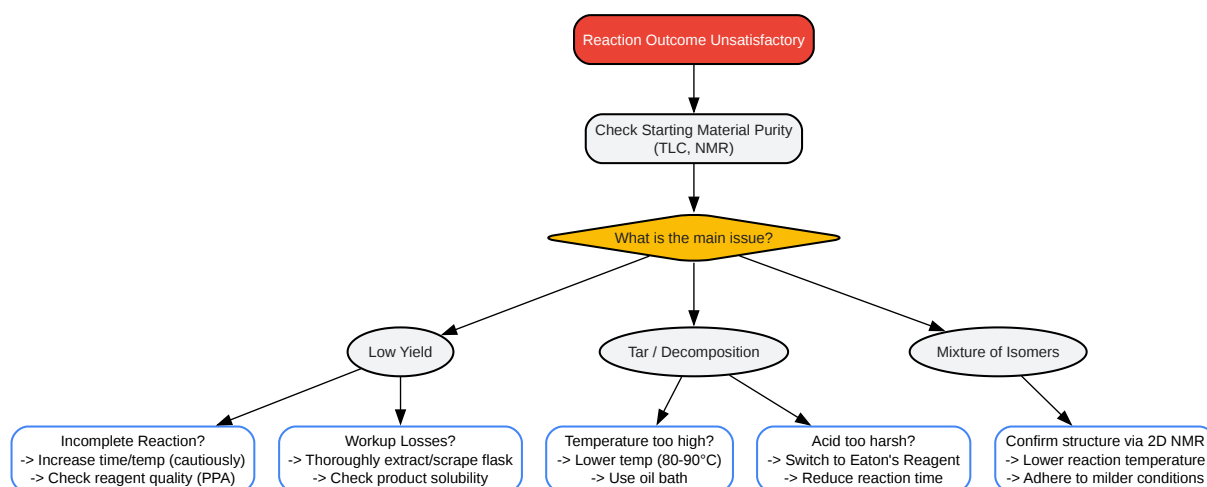 Reaction Outcome Unsatisfactory
Check Starting Material Purity
(TLC, NMR)
What is the main issue?
Low Yield
Tar / Decomposition
Mixture of Isomers
Incomplete Reaction?
-> Increase time/temp (cautiously)
-> Check reagent quality (PPA)
Workup Losses?
-> Thoroughly extract/scrape flask
-> Check product solubility
Temperature too high?
-> Lower temp (80-90°C)
-> Use oil bath
Acid too harsh?
-> Switch to Eaton's Reagent
-> Reduce reaction time
Confirm structure via 2D NMR
-> Lower reaction temperature
-> Adhere to milder conditions